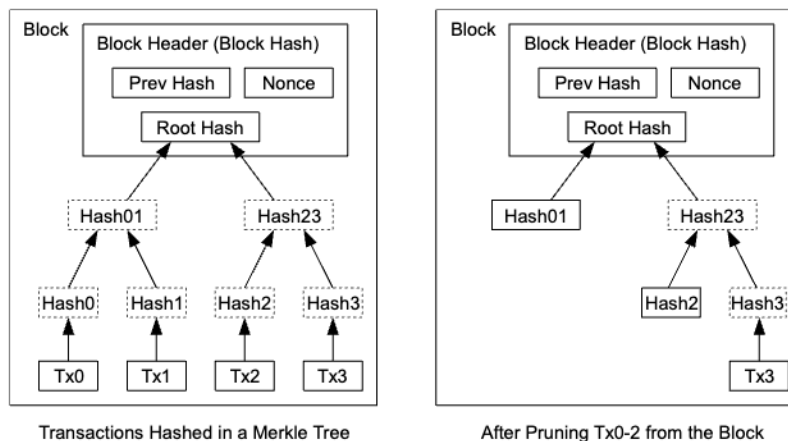 Block
Block Header (Block Hash)
Prev Hash
Nonce
Root Hash
Hash01
Hash23
Hash0
Hash1
Hash2
Hash3
Tx0
Tx1
Tx2
Tx3
Transactions Hashed in a Merkle Tree
Block
Block Header (Block Hash)
Prev Hash
Nonce
Root Hash
Hash01
Hash23
Hash2
Hash3
Tx3
After Pruning Tx0-2 from the Block